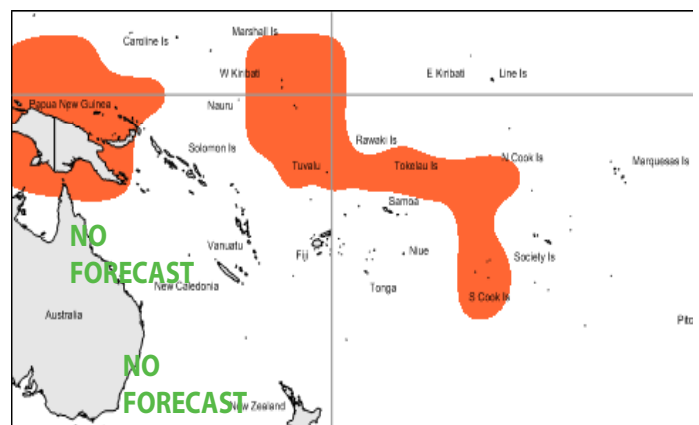 Marshall Is
Caroline Is
W Kiribati
E Kiribati
Line Is
Nauru
Papua New Guinea
Rawaki Is
Solomon Is
Tuvalu
Tokelau Is
N Cook Is
Marquesas Is
Samoa
NO
FORECAST
Vanuatu
Fiji
Niue
Society Is
New Caledonia
Tonga
S Cook Is
Australia
Pitc
NO
FORECAST
New Zealand